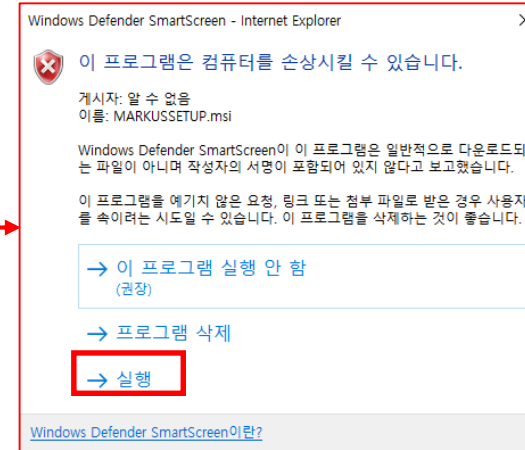 Windows Defender SmartScreen - Internet Explorer
이 프로그램은 컴퓨터를 손상시킬 수 있습니다.
게시자: 알 수 없음
이름: MARKUSSETUP.msi
Windows Defender SmartScreen이 이 프로그램은 일반적으로 다운로드되
는 파일이 아니며 작성자의 서명이 포함되어 있지 않다고 보고했습니다.
이 프로그램을 예기치 않은 요청, 링크 또는 첨부 파일로 받은 경우 사용자
를 속이려는 시도일 수 있습니다. 이 프로그램을 삭제하는 것이 좋습니다.
→ 이 프로그램 실행 안 함
(권장)
→ 프로그램 삭제
→ 실행
Windows Defender SmartScreen이란?